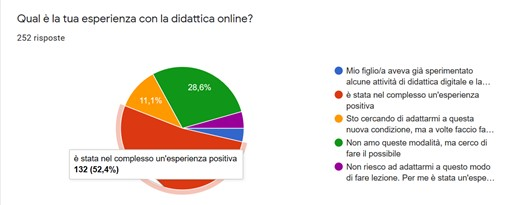 Qual è la tua esperienza con la didattica online?
252 risposte
28,6%
11,1%
è stata nel complesso un'esperienza positiva
132 (52,4%)
Mio figlio/a aveva già sperimentato
alcune attività di didattica digitale e la…
è stata nel complesso un'esperienza
positiva
Sto cercando di adattarmi a questa
nuova condizione, ma a volte faccio fa…
Non amo queste modalità, ma cerco di
fare il possibile
Non riesco ad adattarmi a questo modo
di fare lezione. Per me è stata un'espe…